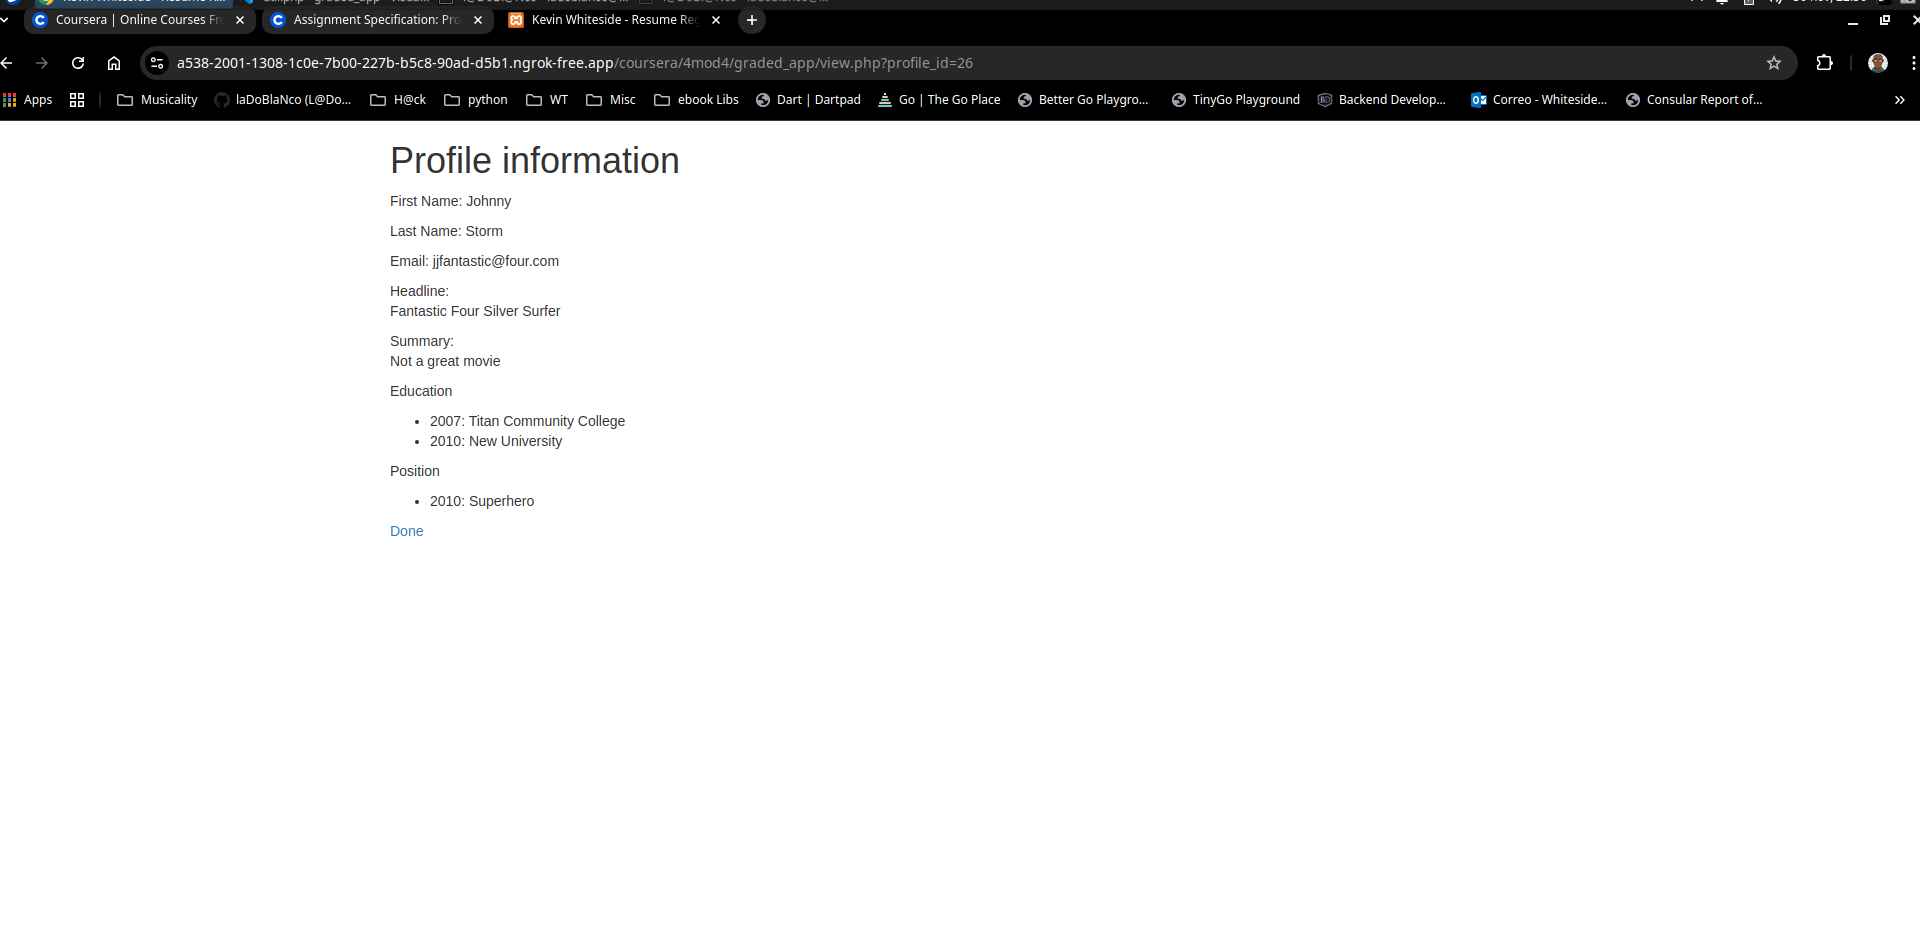 Coursera | Online Courses Fr
Assignment Specification: Pro
Kevin Whiteside - Resume Reg
a538-2001-1308-1c0e-7b00-227b-b5c8-90ad-d5b1.ngrok-free.app/coursera/4mod4/graded_app/view.php?profile_id=26
Apps
Musicality
laDoBlaNco (L@Do...
H@ck
python
WT
Misc
ebook Libs
Dart | Dartpad
Go | The Go Place
Better Go Playgro...
TinyGo Playground
Backend Develop...
Correo - Whiteside...
Consular Report of...
»
Profile information
First Name: Johnny
Last Name: Storm
Email: jjfantastic@four.com
Headline:
Fantastic Four Silver Surfer
Summary:
Not a great movie
Education
• 2007: Titan Community College
• 2010: New University
Position
• 2010: Superhero
Done